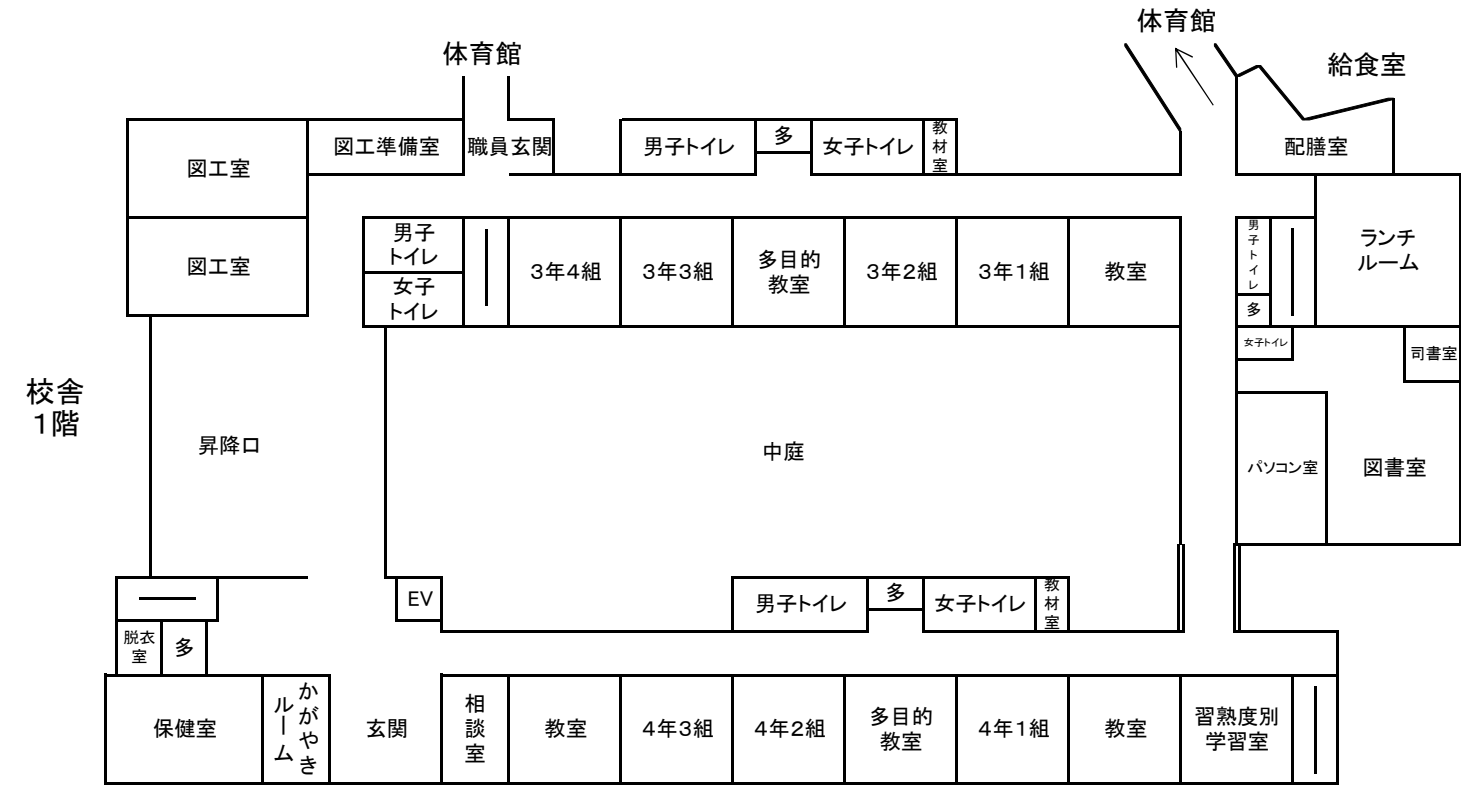 体育館
体育館
給食室
図工室
図工準備室
職員玄関
男子トイレ
多
女子トイレ
教
材
室
配膳室
図工室
男子
トイレ
女子
トイレ
３年４組
３年３組
多目的
教室
３年２組
３年１組
教室
男子トイレ
多
ランチ
ルーム
女子トイレ
司書室
校舎
１階
昇降口
中庭
パソコン室
図書室
EV
男子トイレ
多
女子トイレ
教
材
室
脱衣
室
多
保健室
かがやき
ルーム
玄関
相談室
教室
４年３組
４年２組
多目的
教室
４年１組
教室
習熟度別
学習室